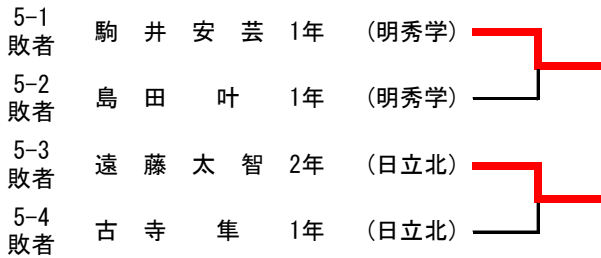 5-1
敗者 駒井安芸 1年 (明秀学)
5-2
敗者 島田 叶 1年 (明秀学)
5-3
敗者 遠藤太智 2年 (日立北)
5-4
敗者 古寺 隼 1年 (日立北)